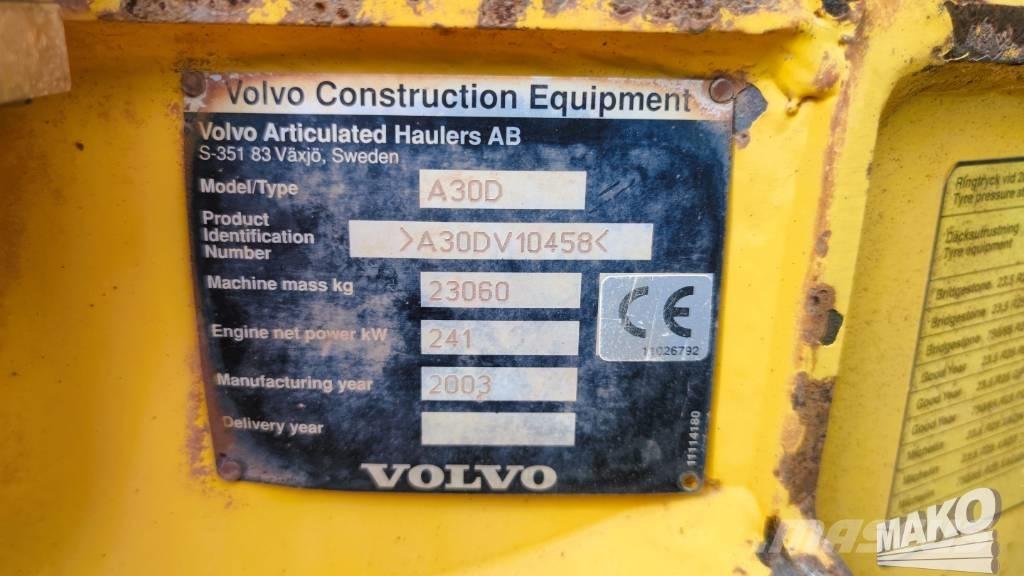 Volvo Construction Equipment
Volvo Articulated Haulers AB
S-351 83 Växjö, Sweden
Model/Type A30D
Product Identification Number >A30DV10458<
Machine mass kg 23060
Engine net power kW 241
Manufacturing year 2003
Delivery year
CE
11026792
11114180
VOLVO
Ringtryck vid
Tyre pressure
Däcksutrustning
Tyre equipment
Bridgestone, 23.5
Bridgestone
Bridgestone
Good Year
Good Year
Good Year
Michelin
MAKO